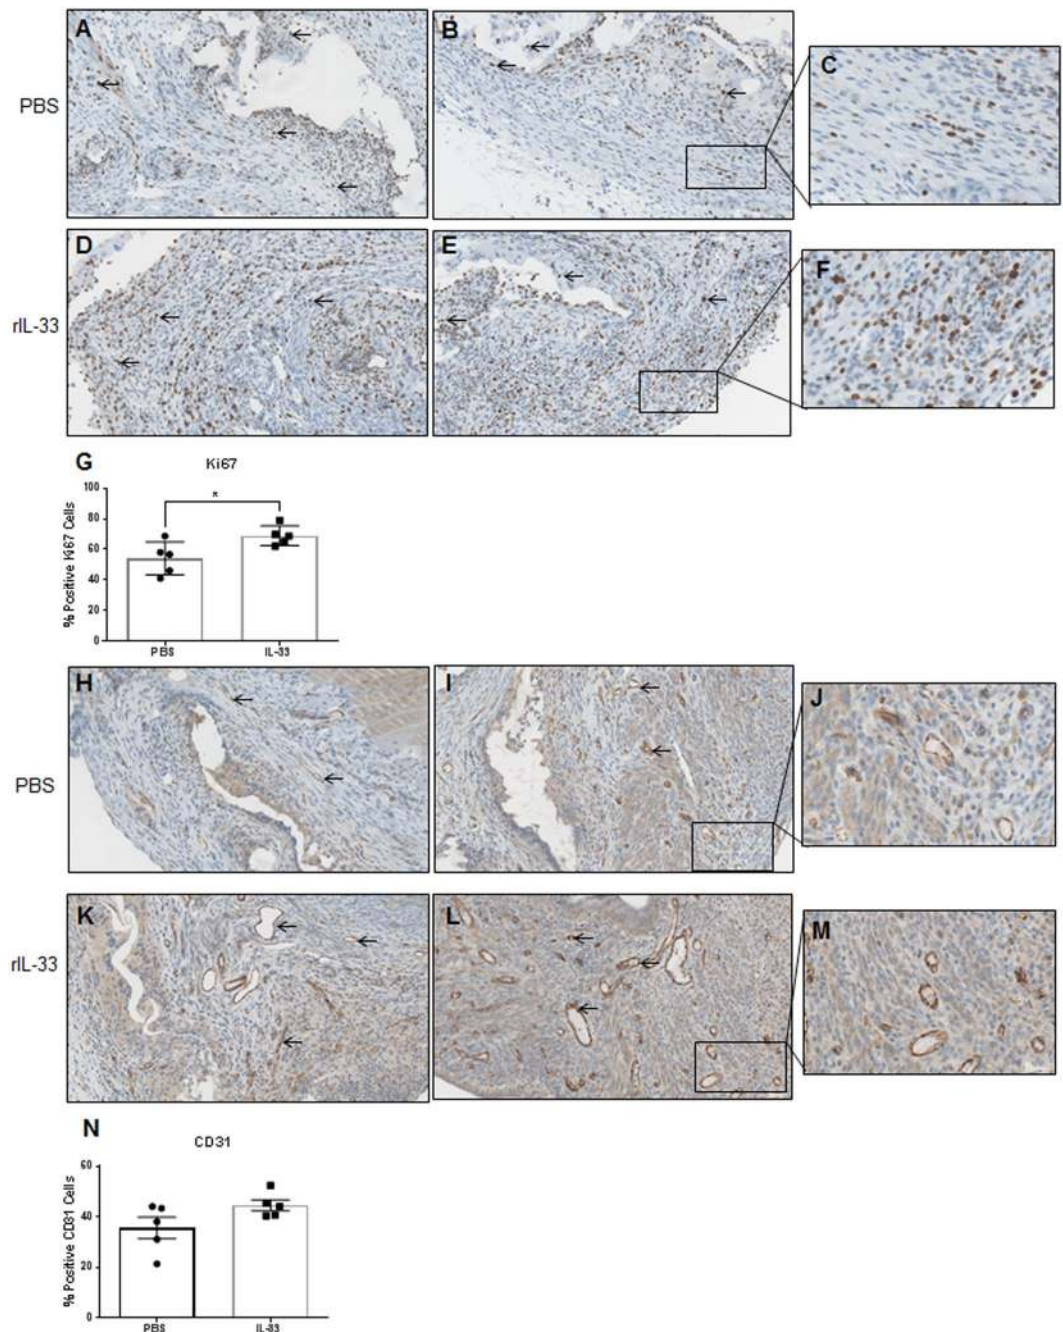 A
B
C
PBS
D
E
F
rIL-33
G
Ki67
*
% Positive Ki67 Cells
100
80
60
40
20
0
PBS
IL-33
H
I
J
PBS
K
L
M
rIL-33
N
CD31
% Positive CD31 Cells
60
40
20
0
PBS
IL-33